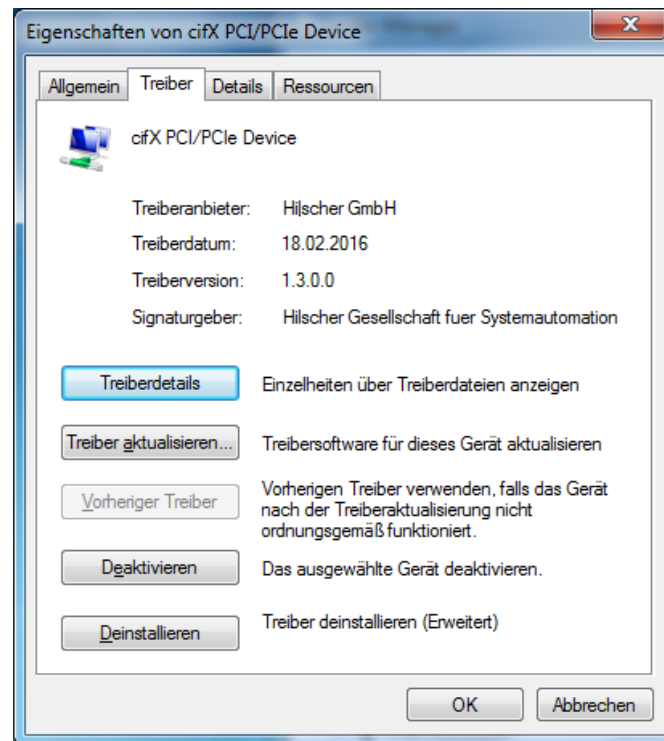 Eigenschaften von cifX PCI/PCIe Device
Allgemein Treiber Details Ressourcen
cifX PCI/PCIe Device
Treiberanbieter: Hilscher GmbH
Treiberdatum: 18.02.2016
Treiberversion: 1.3.0.0
Signaturgeber: Hilscher Gesellschaft fuer Systemautomation
Treiberdetails Einzelheiten über Treiberdateien anzeigen
Treiber aktualisieren... Treibersoftware für dieses Gerät aktualisieren
Vorheriger Treiber Vorherigen Treiber verwenden, falls das Gerät
nach der Treiberaktualisierung nicht
ordnungsgemäß funktioniert.
Deaktivieren Das ausgewählte Gerät deaktivieren.
Deinstallieren Treiber deinstallieren (Erweitert)
OK Abbrechen